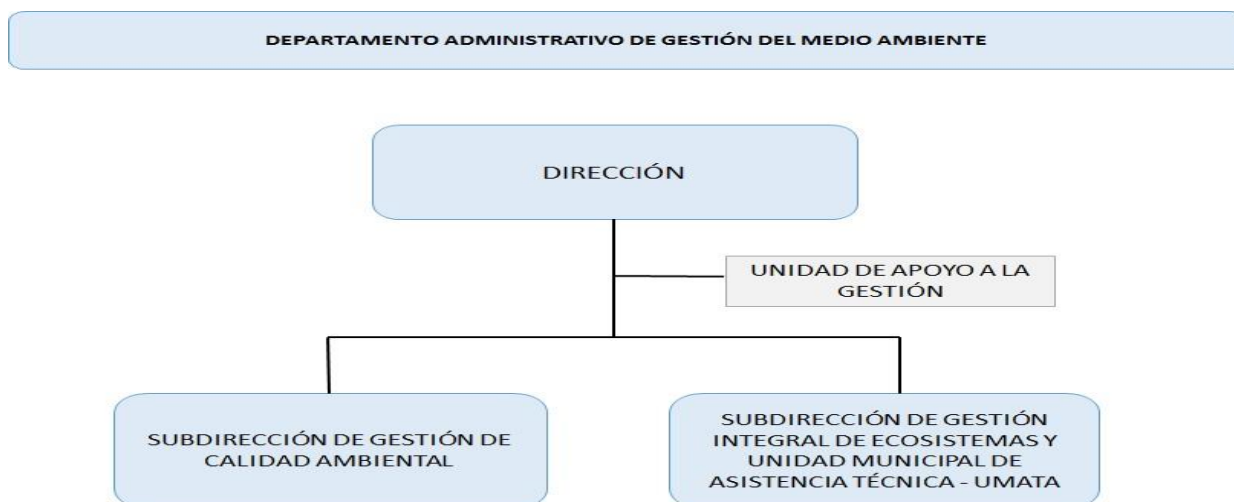 DEPARTAMENTO ADMINISTRATIVO DE GESTIÓN DEL MEDIO AMBIENTE
DIRECCIÓN
UNIDAD DE APOYO A LA
GESTIÓN
SUBDIRECCIÓN DE GESTIÓN DE
CALIDAD AMBIENTAL
SUBDIRECCIÓN DE GESTIÓN
INTEGRAL DE ECOSISTEMAS Y
UNIDAD MUNICIPAL DE
ASISTENCIA TÉCNICA - UMATA